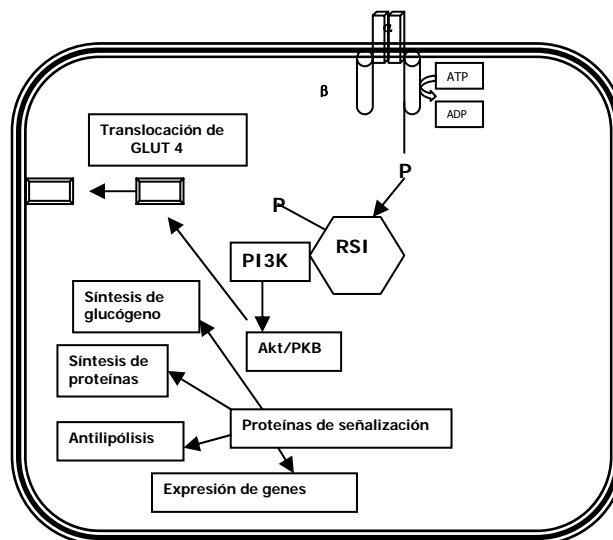 α
β
ATP
ADP
Translocación de
GLUT 4
P
P
RSI
PI3K
Síntesis de
glucógeno
Akt/PKB
Síntesis de
proteínas
Proteínas de señalización
Antilipólisis
Expresión de genes